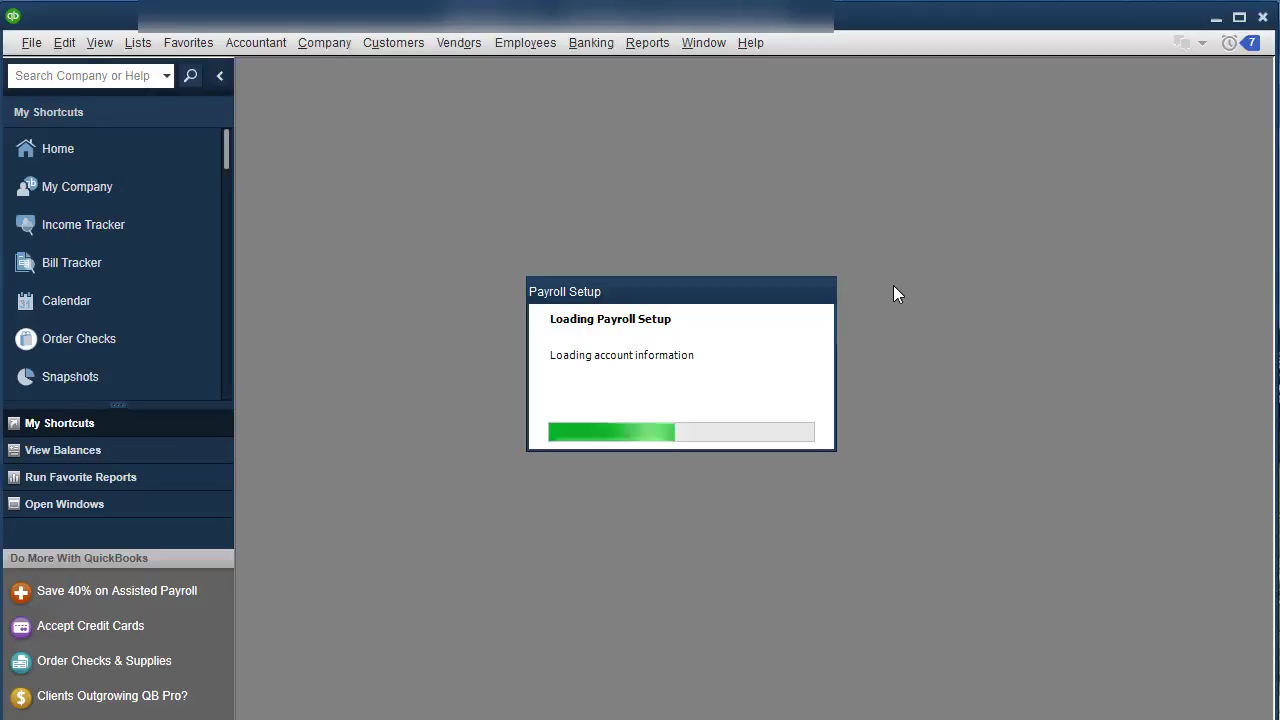 qb
File Edit View Lists Favorites Accountant Company Customers Vendors Employees Banking Reports Window Help
7
Search Company or Help
My Shortcuts
Home
My Company
Income Tracker
Bill Tracker
31 Calendar
Order Checks
Snapshots
My Shortcuts
View Balances
Run Favorite Reports
Open Windows
Do More With QuickBooks
Save 40% on Assisted Payroll
Accept Credit Cards
Order Checks & Supplies
$ Clients Outgrowing QB Pro?
Payroll Setup
Loading Payroll Setup
Loading account information